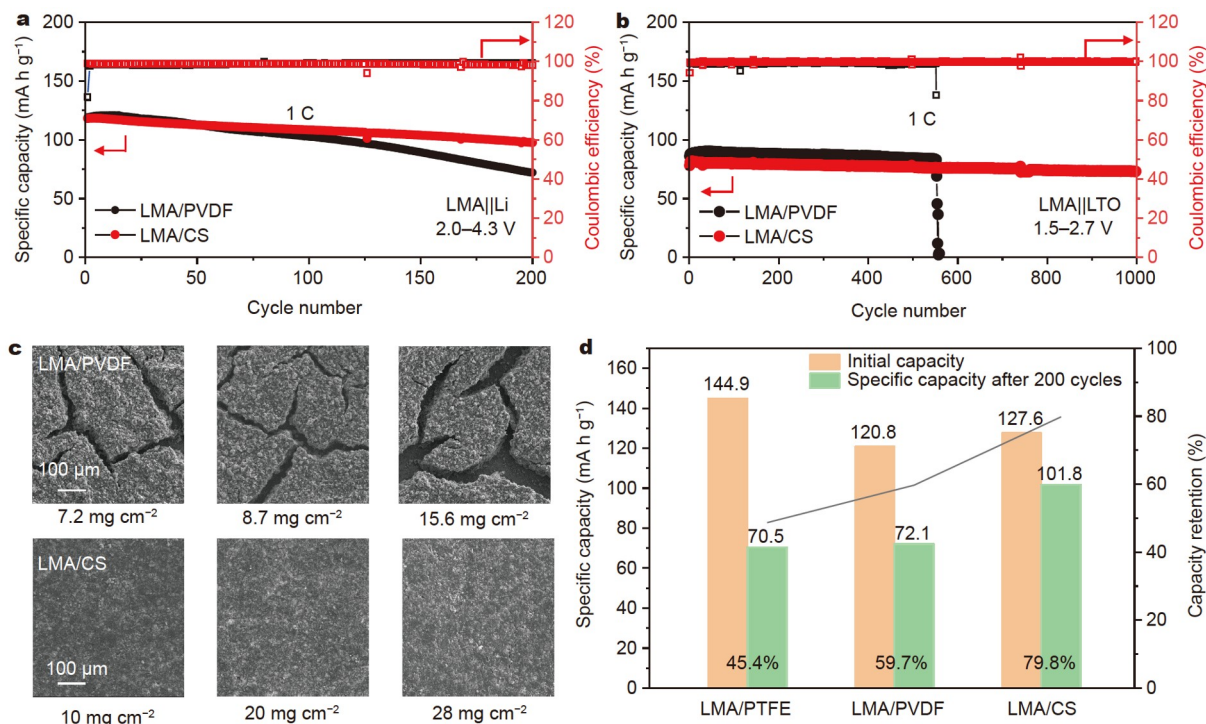 a
200
150
100
50
0
Specific capacity (mA h g⁻¹)
120
100
80
60
40
20
0
Coulombic efficiency (%)
1 C
LMA/PVDF
LMA/CS
LMA||Li
2.0–4.3 V
0 50 100 150 200
Cycle number
b
200
150
100
50
0
Specific capacity (mA h g⁻¹)
120
100
80
60
40
20
0
Coulombic efficiency (%)
1 C
LMA/PVDF
LMA/CS
LMA||LTO
1.5–2.7 V
0 200 400 600 800 1000
Cycle number
c
LMA/PVDF
100 μm
7.2 mg cm⁻² 8.7 mg cm⁻² 15.6 mg cm⁻²
LMA/CS
100 μm
10 mg cm⁻² 20 mg cm⁻² 28 mg cm⁻²
d
160
140
120
100
80
60
40
20
0
Specific capacity (mA h g⁻¹)
100
80
60
40
20
0
Capacity retention (%)
Initial capacity
Specific capacity after 200 cycles
144.9
70.5
120.8
72.1
127.6
101.8
45.4% 59.7% 79.8%
LMA/PTFE LMA/PVDF LMA/CS